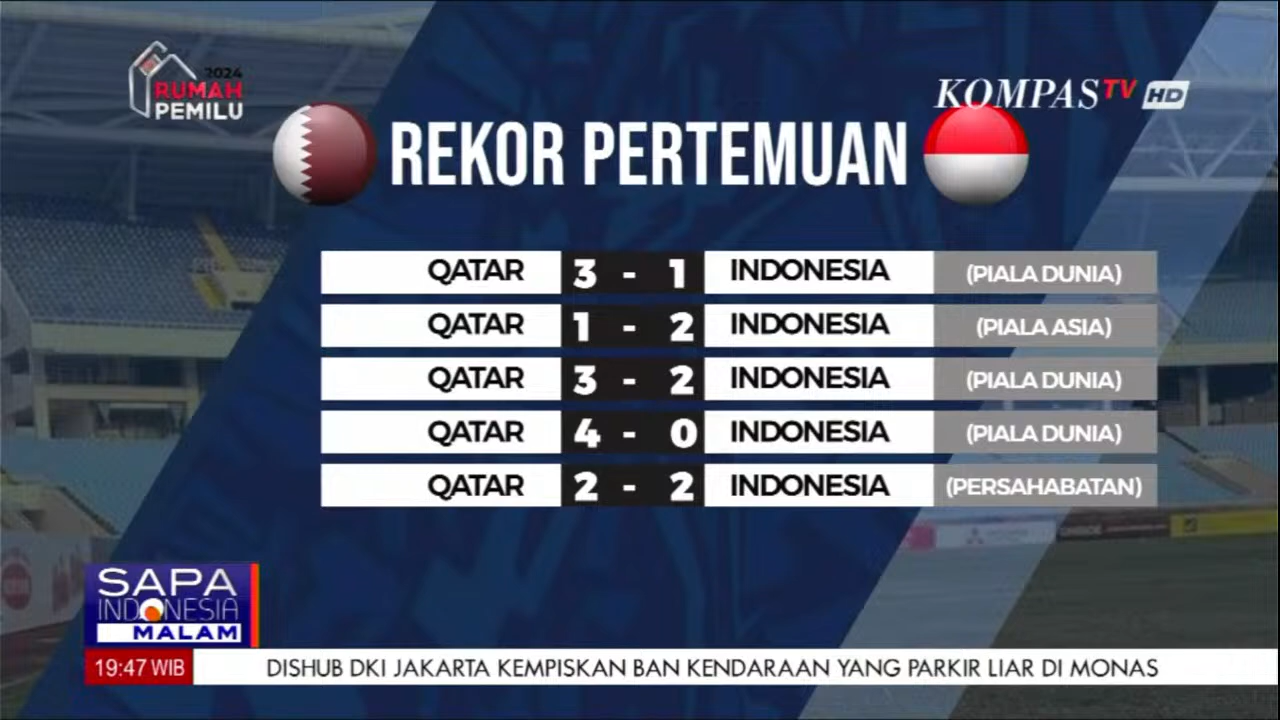 2024
RUMAH
PEMILU
KOMPASTV HD
REKOR PERTEMUAN
QATAR 3 - 1 INDONESIA (PIALA DUNIA)
QATAR 1 - 2 INDONESIA (PIALA ASIA)
QATAR 3 - 2 INDONESIA (PIALA DUNIA)
QATAR 4 - 0 INDONESIA (PIALA DUNIA)
QATAR 2 - 2 INDONESIA (PERSAHABATAN)
SAPA
INDONESIA
MALAM
19:47 WIB DISHUB DKI JAKARTA KEMPISKAN BAN KENDARAAN YANG PARKIR LIAR DI MONAS